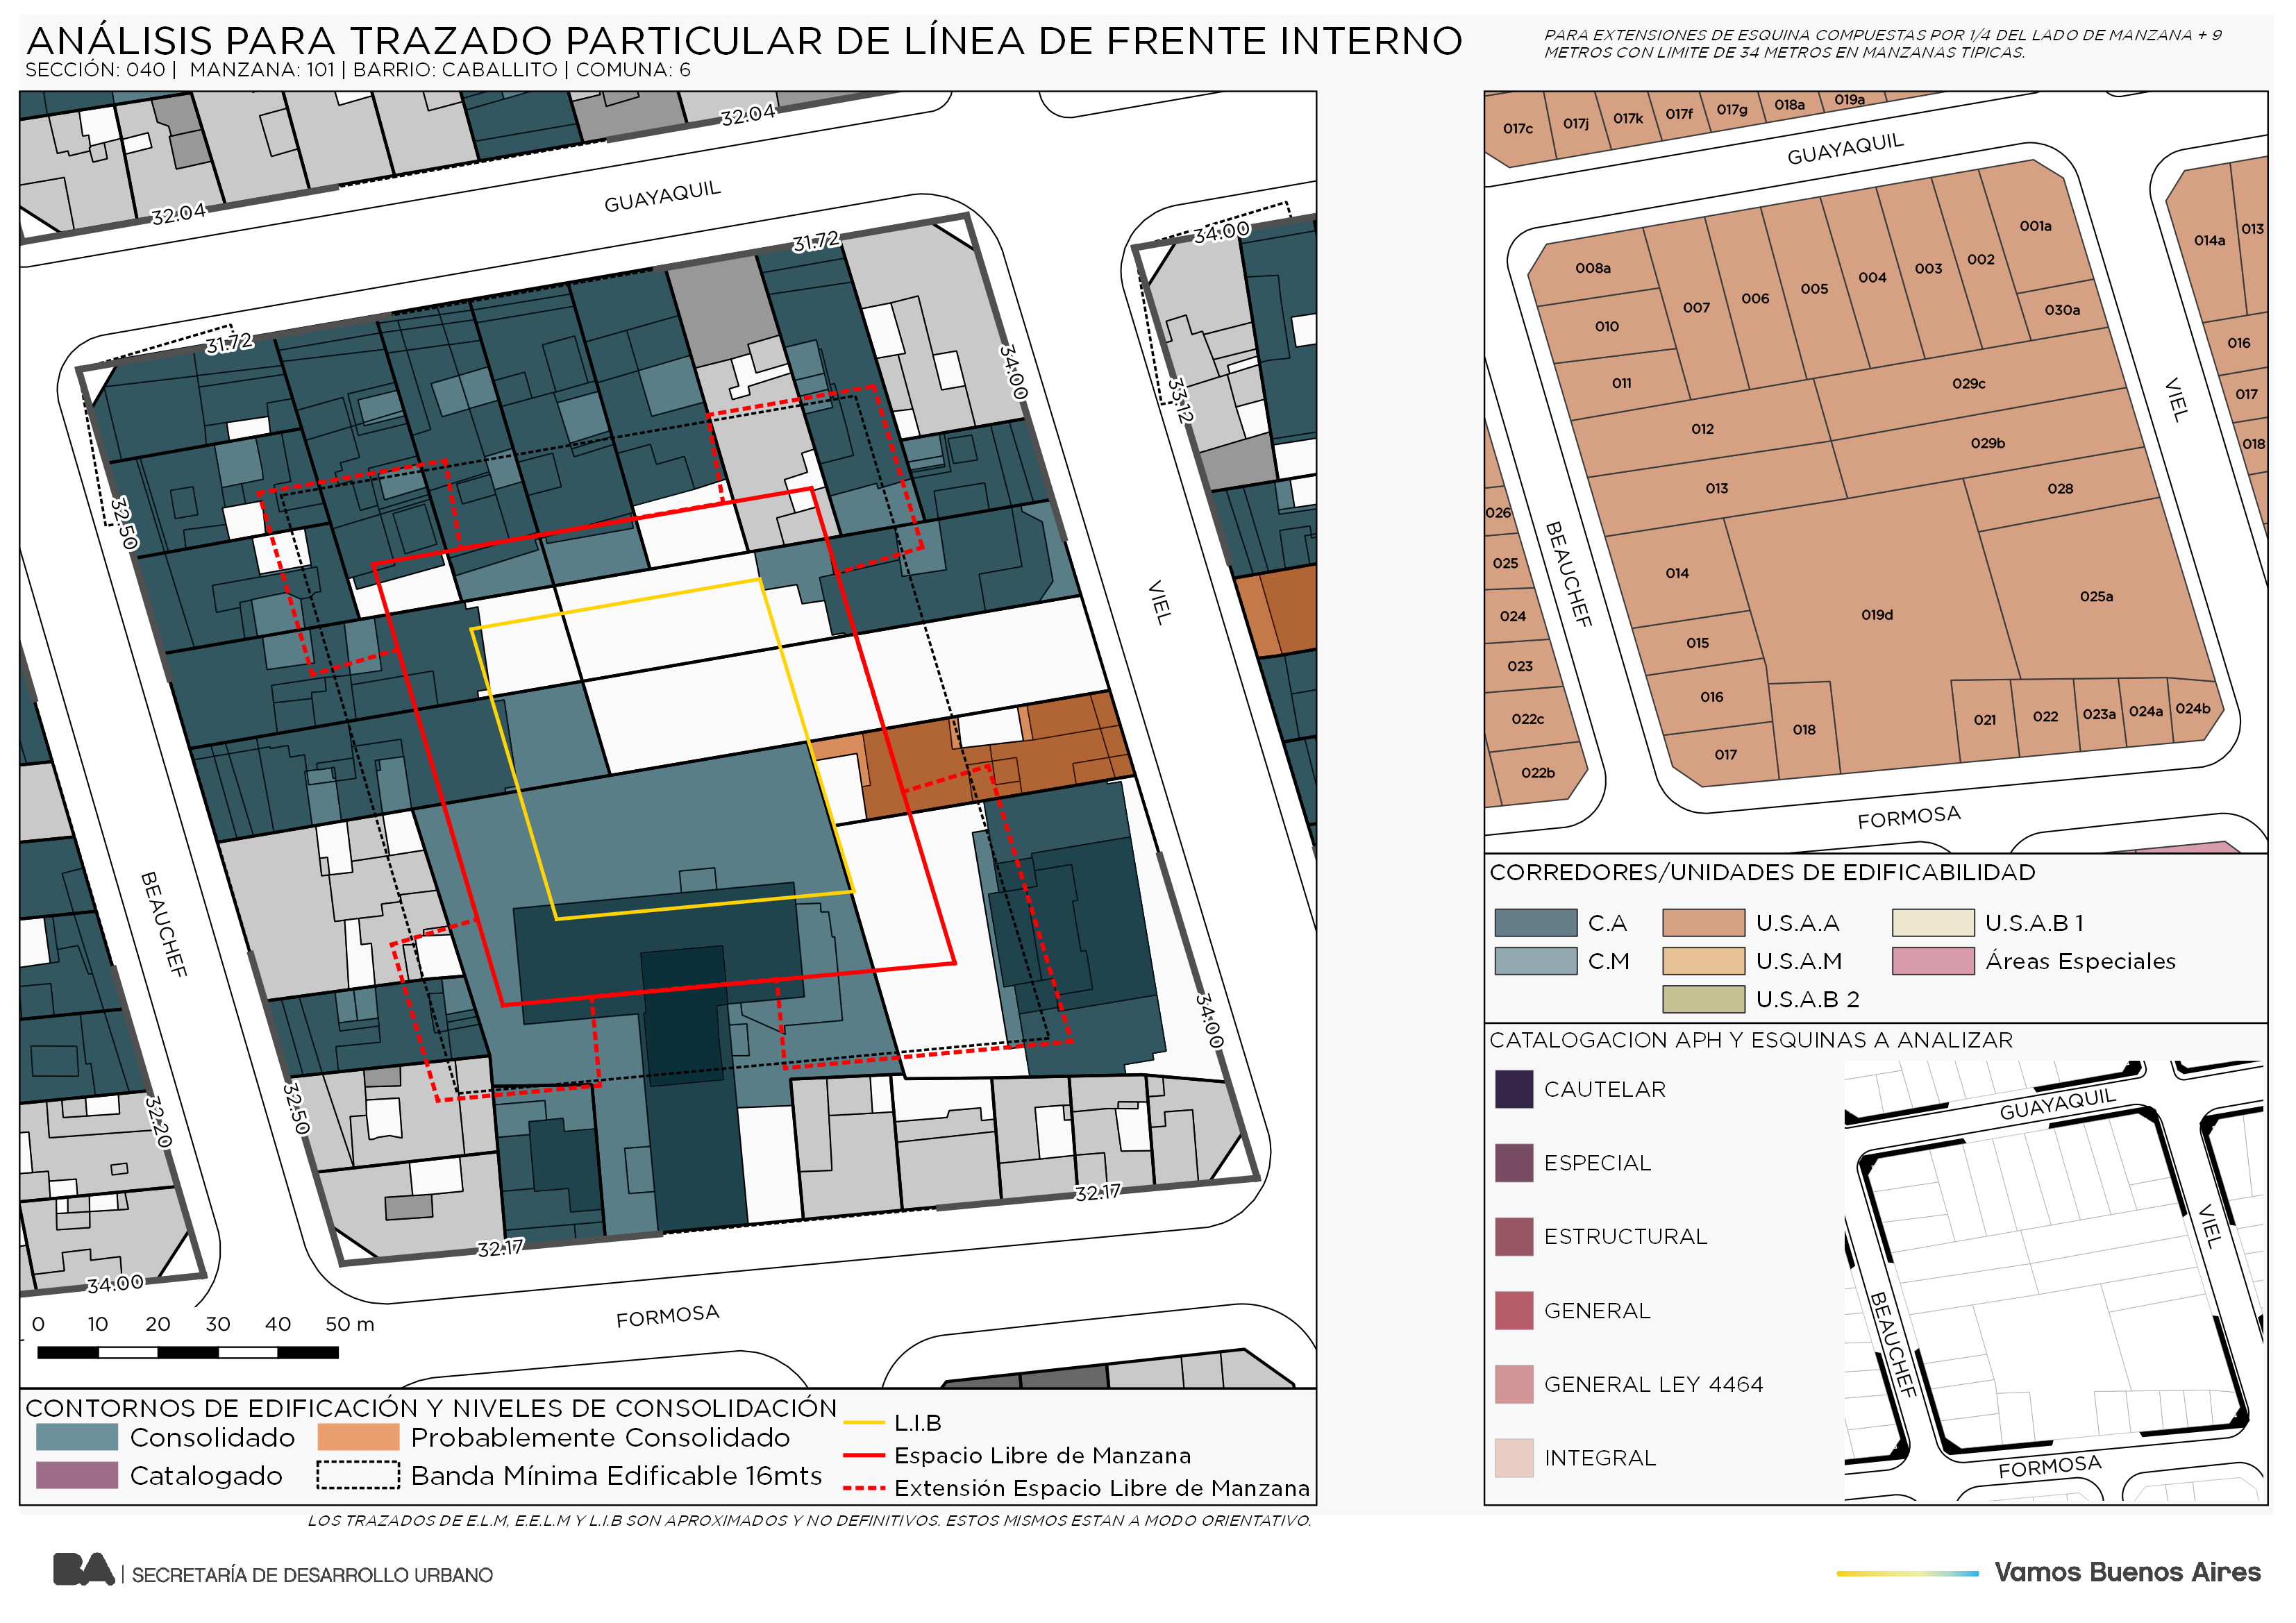 ANÁLISIS PARA TRAZADO PARTICULAR DE LÍNEA DE FRENTE INTERNO
SECCIÓN: 040 | MANZANA: 101 | BARRIO: CABALLITO | COMUNA: 6
PARA EXTENSIONES DE ESQUINA COMPUESTAS POR 1/4 DEL LADO DE MANZANA + 9
METROS CON LIMITE DE 34 METROS EN MANZANAS TIPICAS.
32.04
32.04
GUAYAQUIL
31.72
34.00
31.72
34.00
33.12
32.50
VIEL
BEAUCHEF
34.00
32.50
32.20
32.17
32.17
34.00
FORMOSA
0 10 20 30 40 50 m
CONTORNOS DE EDIFICACIÓN Y NIVELES DE CONSOLIDACIÓN
Consolidado
Probablemente Consolidado
Catalogado
Banda Mínima Edificable 16mts
L.I.B
Espacio Libre de Manzana
Extensión Espacio Libre de Manzana
LOS TRAZADOS DE E.L.M, E.E.L.M Y L.I.B SON APROXIMADOS Y NO DEFINITIVOS. ESTOS MISMOS ESTAN A MODO ORIENTATIVO.
017c
017j
017k
017f
017g
018a
019a
GUAYAQUIL
001a
014a
013
008a
002
003
004
005
006
007
030a
010
016
011
029c
017
VIEL
012
029b
018
013
028
026
BEAUCHEF
025
014
025a
024
019d
015
023
016
022c
018
021
022
023a
024a
024b
017
022b
FORMOSA
CORREDORES/UNIDADES DE EDIFICABILIDAD
C.A
U.S.A.A
U.S.A.B 1
C.M
U.S.A.M
Áreas Especiales
U.S.A.B 2
CATALOGACION APH Y ESQUINAS A ANALIZAR
CAUTELAR
ESPECIAL
ESTRUCTURAL
GENERAL
GENERAL LEY 4464
INTEGRAL
GUAYAQUIL
VIEL
BEAUCHEF
FORMOSA
BA | SECRETARÍA DE DESARROLLO URBANO
Vamos Buenos Aires